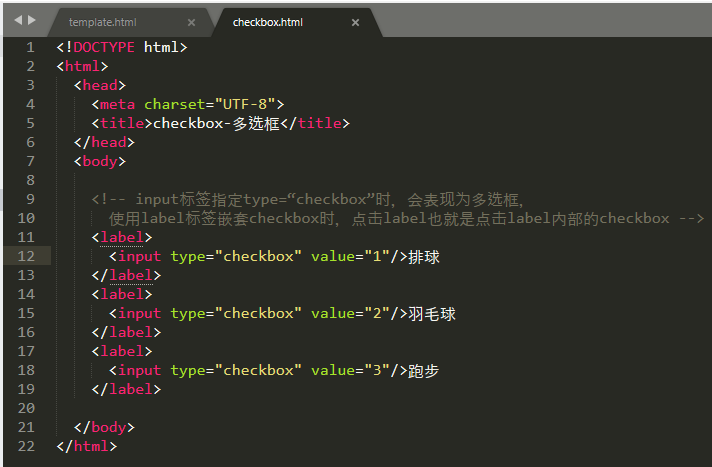 template.html
checkbox.html
1 <!DOCTYPE html>
2 <html>
3 <head>
4 <meta charset="UTF-8">
5 <title>checkbox-多选框</title>
6 </head>
7 <body>
8
9 <!-- input标签指定type=“checkbox”时，会表现为多选框，
10 使用label标签嵌套checkbox时，点击label也就是点击label内部的checkbox -->
11 <label>
12 <input type="checkbox" value="1"/>排球
13 </label>
14 <label>
15 <input type="checkbox" value="2"/>羽毛球
16 </label>
17 <label>
18 <input type="checkbox" value="3"/>跑步
19 </label>
20
21 </body>
22 </html>